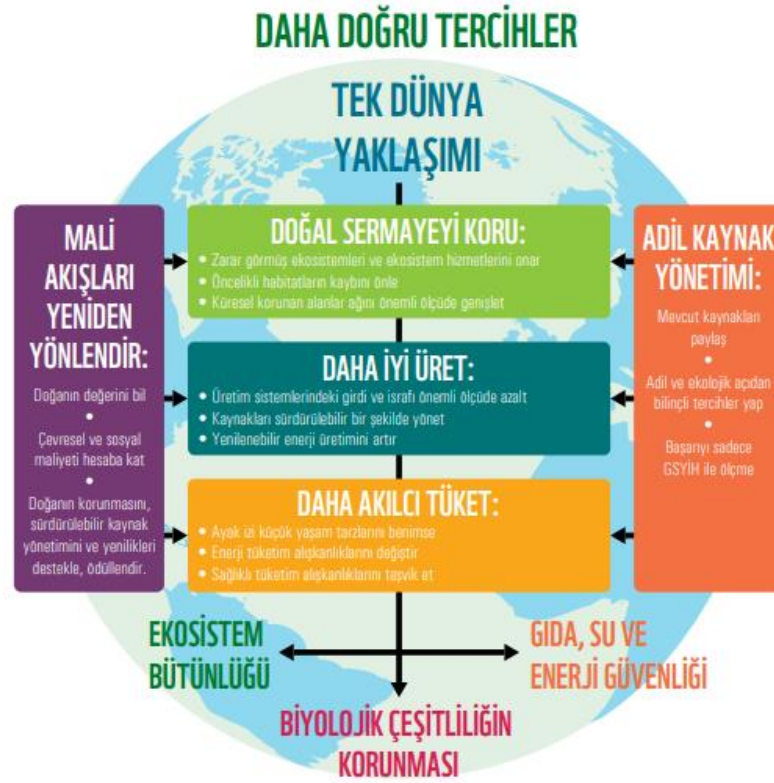 DAHA DOĞRU TERCİHLER
TEK DÜNYA
YAKLAŞIMI
MALİ
AKIŞLARI
YENİDEN
YÖNLENDİR:
Doğanın değerini bil
•
Çevresel ve sosyal
maliyeti hesaba kat
•
Doğanın korunmasını,
sürdürülebilir kaynak
yönetimini ve yenilikleri
destekle, ödüllendir.
DOĞAL SERMAYEYİ KORU:
• Zarar görmüş ekosistemleri ve ekosistem hizmetlerini onar
• Öncelikli habitatların kaybını önle
• Küresel korunan alanlar ağını önemli ölçüde genişlet
DAHA İYİ ÜRET:
• Üretim sistemlerindeki girdi ve israfı önemli ölçüde azalt
• Kaynakları sürdürülebilir bir şekilde yönet
• Yenilenebilir enerji üretimini artır
DAHA AKILCI TÜKET:
• Ayak izi küçük yaşam tarzlarını benimse
• Enerji tüketim alışkanlıklarını değiştir
• Sağlıklı tüketim alışkanlıklarını teşvik et
ADİL KAYNAK
YÖNETİMİ:
Mevcut kaynakları
paylaş
•
Adil ve ekolojik açıdan
bilinçli tercihler yap
•
Başarıyı sadece
GSYİH ile ölçme
EKOSİSTEM
BÜTÜNLÜĞÜ
GIDA, SU VE
ENERJİ GÜVENLİĞİ
BİYOLOJİK ÇEŞİTLİLİĞİN
KORUNMASI